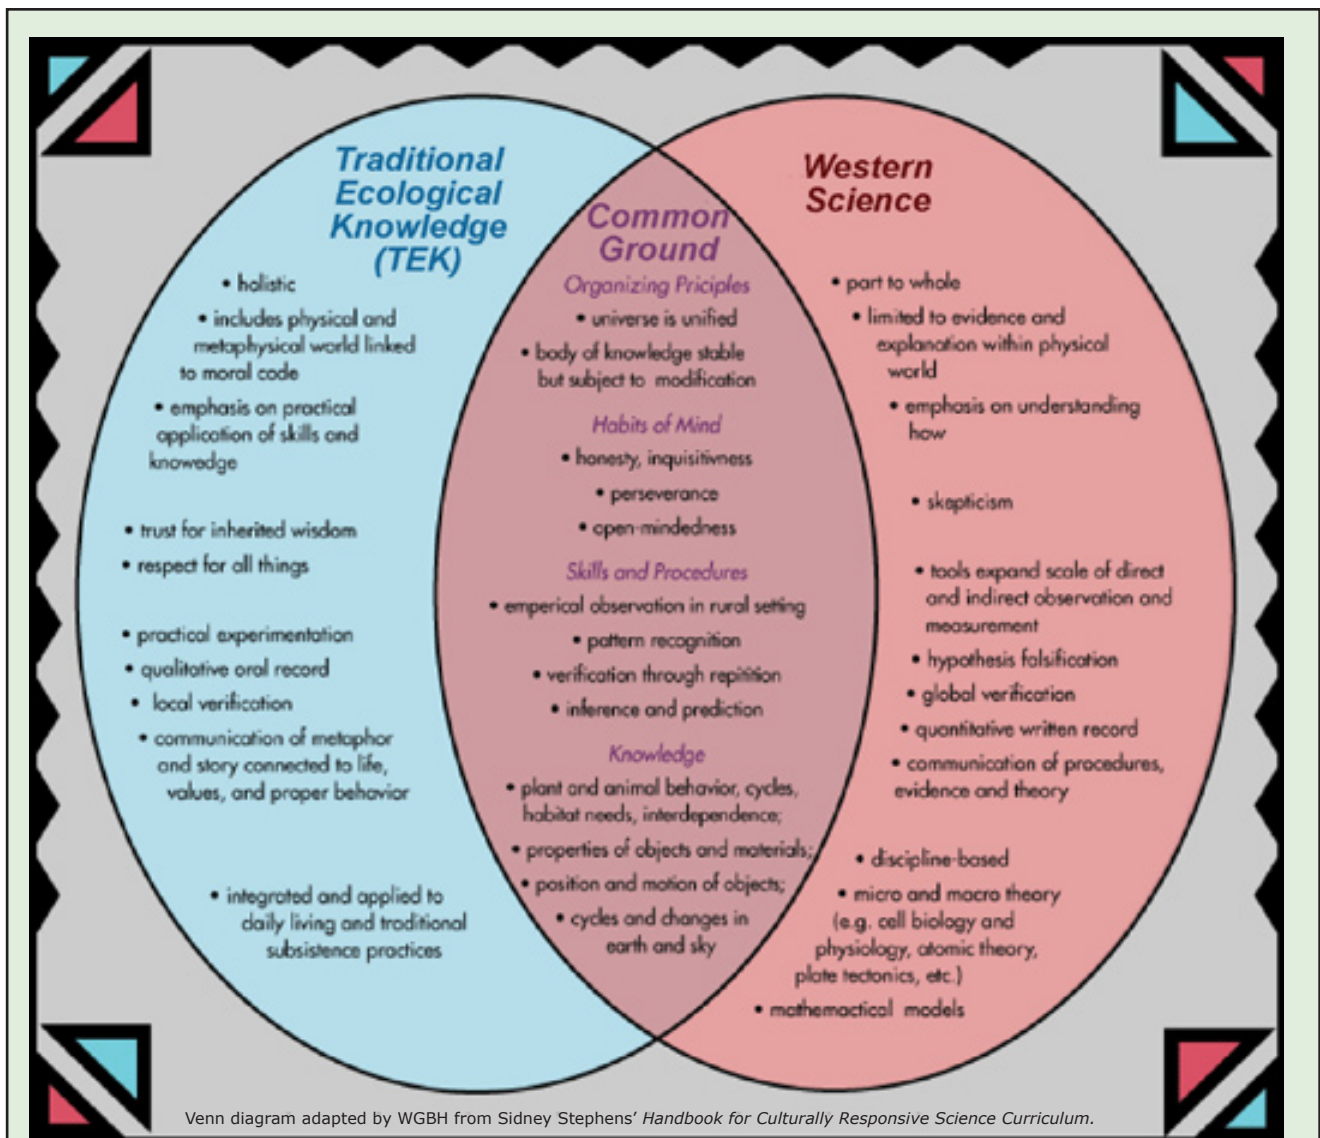 Traditional
Ecological
Knowledge
(TEK)
• holistic
• includes physical and
metaphysical world linked
to moral code
• emphasis on practical
application of skills and
knowedge
• trust for inherited wisdom
• respect for all things
• practical experimentation
• qualitative oral record
• local verification
• communication of metaphor
and story connected to life,
values, and proper behavior
• integrated and applied to
daily living and traditional
subsistence practices
Common
Ground
Organizing Priciples
• universe is unified
• body of knowledge stable
but subject to modification
Habits of Mind
• honesty, inquisitivness
• perseverance
• open-mindedness
Skills and Procedures
• emperical observation in rural setting
• pattern recognition
• verification through repitition
• inference and prediction
Knowledge
• plant and animal behavior, cycles,
habitat needs, interdependence;
• properties of objects and materials;
• position and motion of objects;
• cycles and changes in
earth and sky
Western
Science
• part to whole
• limited to evidence and
explanation within physical
world
• emphasis on understanding
how
• skepticism
• tools expand scale of direct
and indirect observation and
measurement
• hypothesis falsification
• global verification
• quantitative written record
• communication of procedures,
evidence and theory
• discipline-based
• micro and macro theory
(e.g. cell biology and
physiology, atomic theory,
plate tectonics, etc.)
• mathemactical models
Venn diagram adapted by WGBH from Sidney Stephens’ Handbook for Culturally Responsive Science Curriculum.